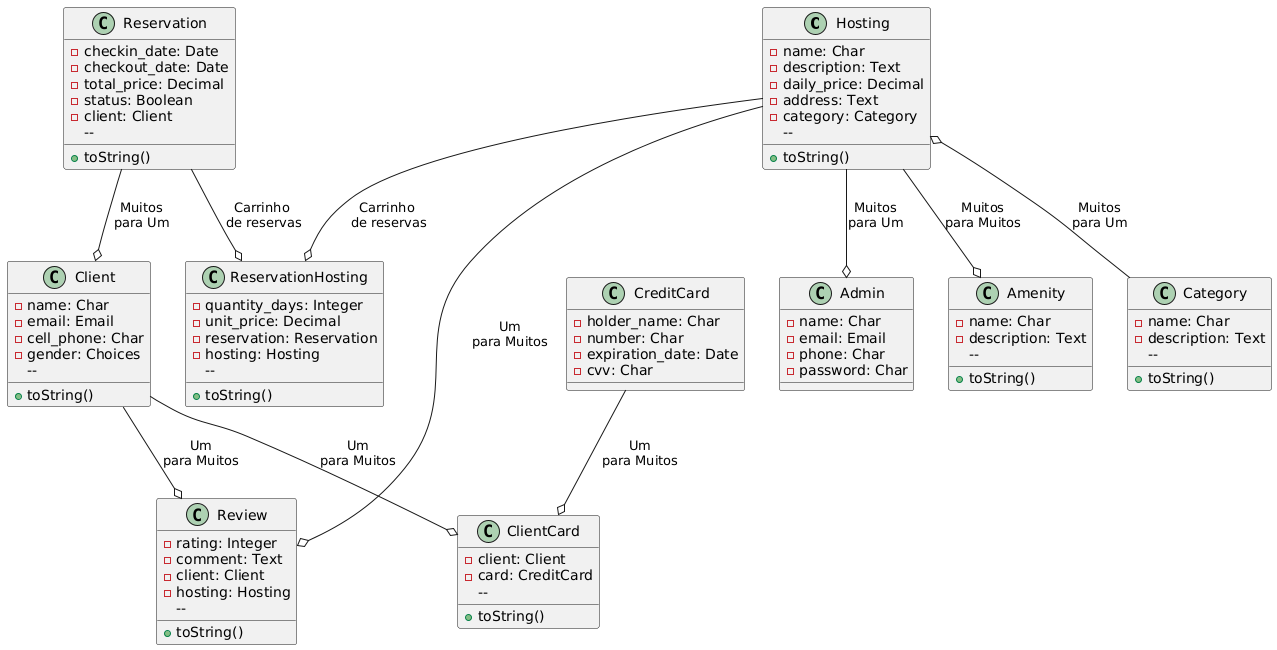 C Reservation
checkin_date: Date
checkout_date: Date
total_price: Decimal
status: Boolean
client: Client
--
toString()
C Hosting
name: Char
description: Text
daily_price: Decimal
address: Text
category: Category
--
toString()
Muitos
para Um
Carrinho
de reservas
Carrinho
de reservas
Muitos
para Um
Muitos
para Muitos
Muitos
para Um
C Client
name: Char
email: Email
cell_phone: Char
gender: Choices
--
toString()
C ReservationHosting
quantity_days: Integer
unit_price: Decimal
reservation: Reservation
hosting: Hosting
--
toString()
Um
para Muitos
C CreditCard
holder_name: Char
number: Char
expiration_date: Date
cvv: Char
C Admin
name: Char
email: Email
phone: Char
password: Char
C Amenity
name: Char
description: Text
--
toString()
C Category
name: Char
description: Text
--
toString()
Um
para Muitos
Um
para Muitos
Um
para Muitos
C Review
rating: Integer
comment: Text
client: Client
hosting: Hosting
--
toString()
C ClientCard
client: Client
card: CreditCard
--
toString()